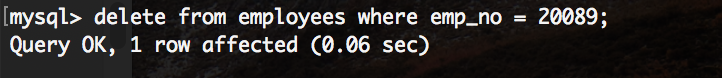 mysql> delete from employees where emp_no = 20089;
Query OK, 1 row affected (0.06 sec)